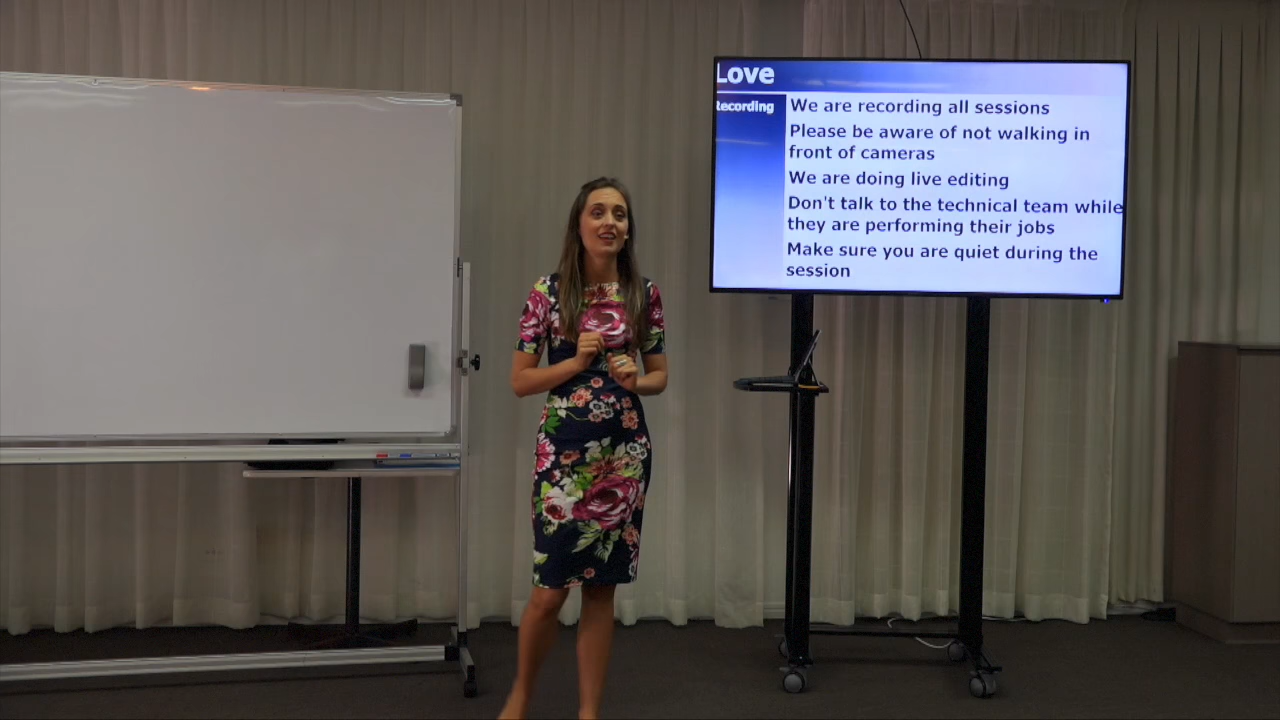 Love
Recording
We are recording all sessions
Please be aware of not walking in
front of cameras
We are doing live editing
Don't talk to the technical team while
they are performing their jobs
Make sure you are quiet during the
session